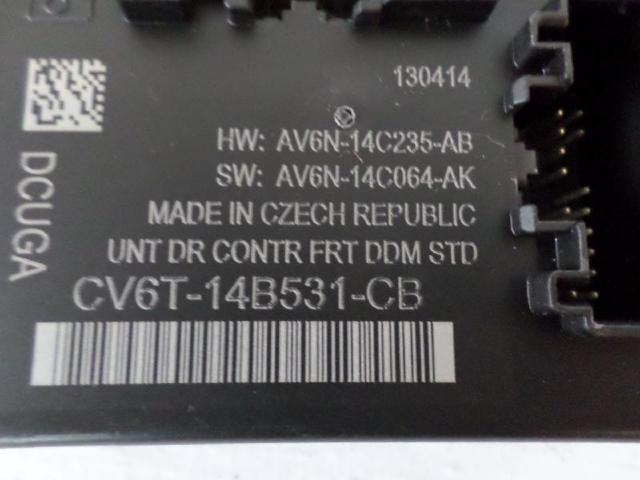 130414
HW: AV6N-14C235-AB
SW: AV6N-14C064-AK
MADE IN CZECH REPUBLIC
UNT DR CONTR FRT DDM STD
CV6T-14B531-CB
DCUGA